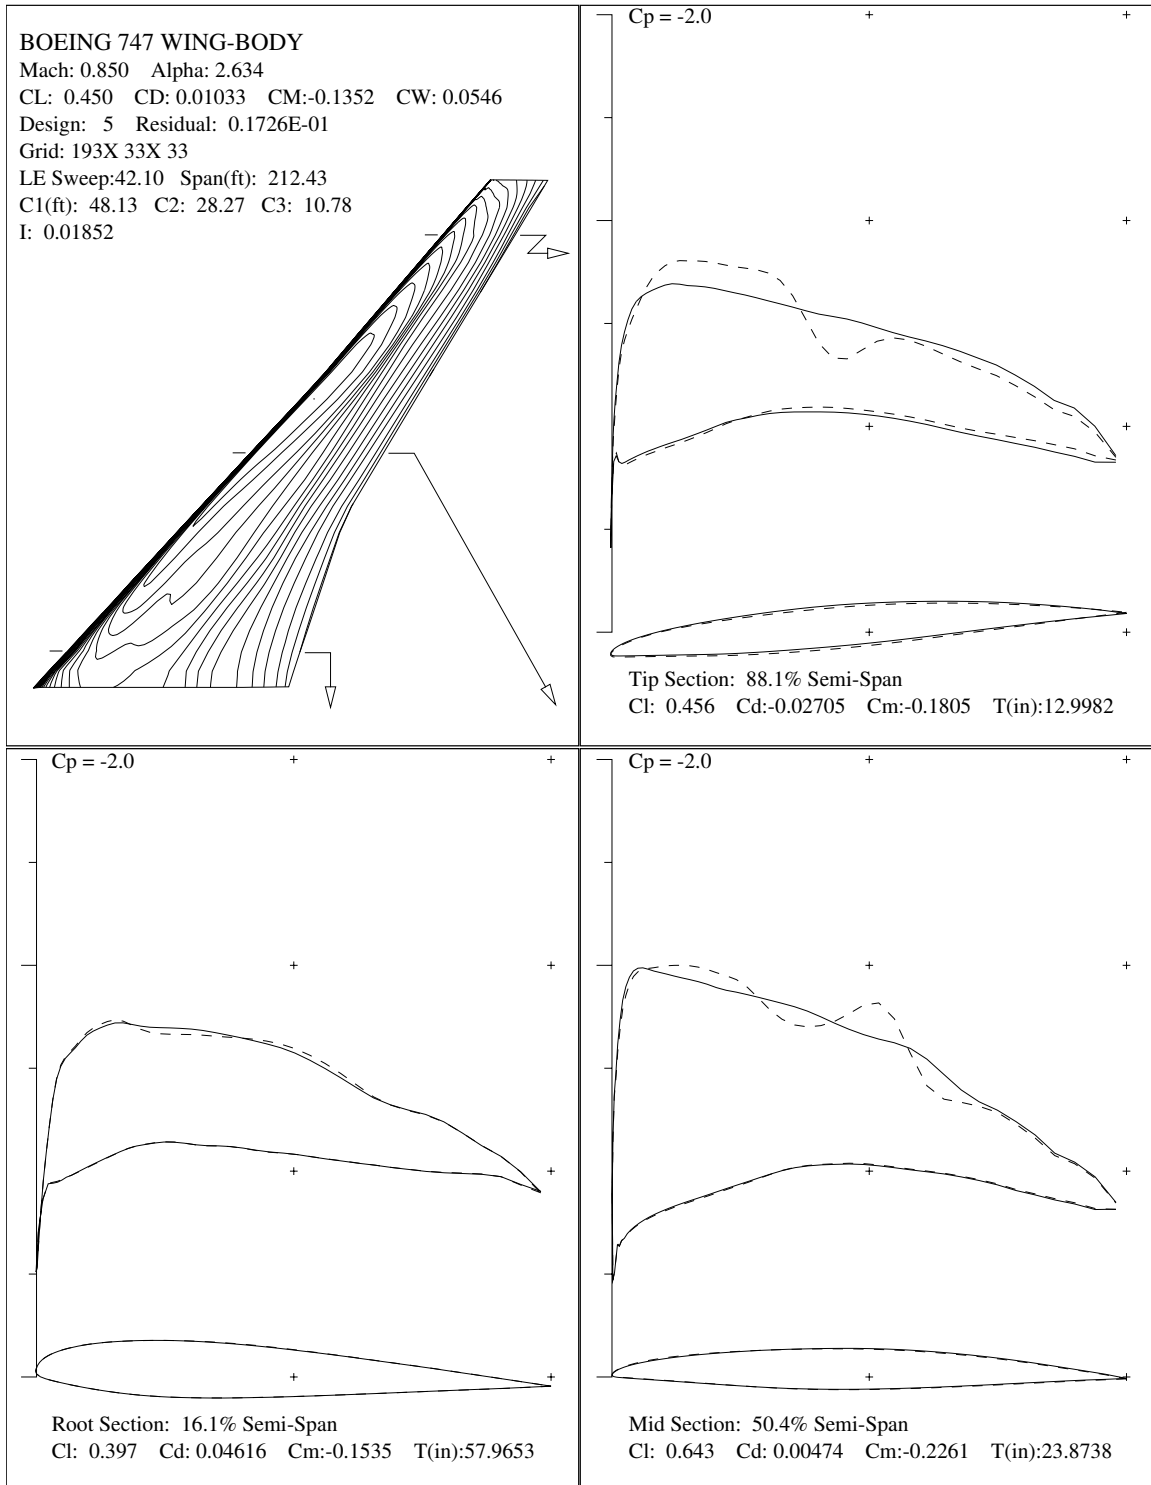 BOEING 747 WING-BODY
Mach: 0.850 Alpha: 2.634
CL: 0.450 CD: 0.01033 CM:-0.1352 CW: 0.0546
Design: 5 Residual: 0.1726E-01
Grid: 193X 33X 33
LE Sweep:42.10 Span(ft): 212.43
C1(ft): 48.13 C2: 28.27 C3: 10.78
I: 0.01852
Cp = -2.0
Tip Section: 88.1% Semi-Span
Cl: 0.456 Cd:-0.02705 Cm:-0.1805 T(in):12.9982
Cp = -2.0
Root Section: 16.1% Semi-Span
Cl: 0.397 Cd: 0.04616 Cm:-0.1535 T(in):57.9653
Cp = -2.0
Mid Section: 50.4% Semi-Span
Cl: 0.643 Cd: 0.00474 Cm:-0.2261 T(in):23.8738